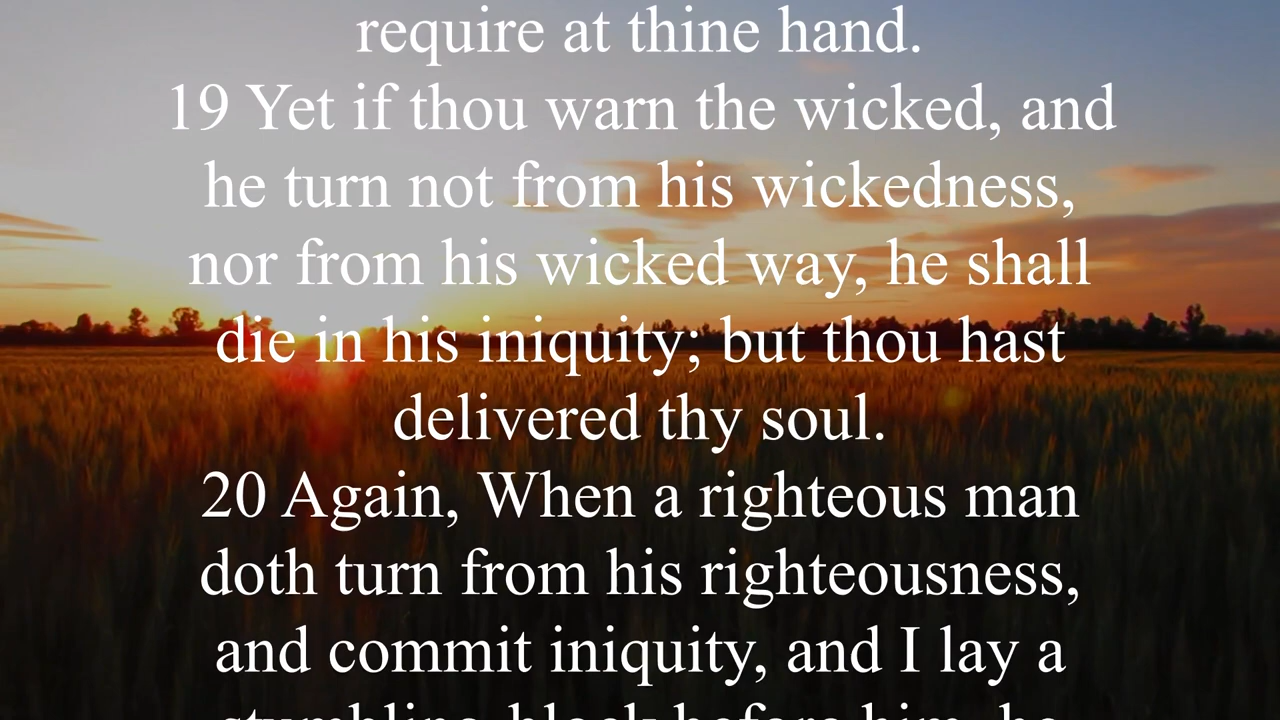 require at thine hand.
19 Yet if thou warn the wicked, and
he turn not from his wickedness,
nor from his wicked way, he shall
die in his iniquity; but thou hast
delivered thy soul.
20 Again, When a righteous man
doth turn from his righteousness,
and commit iniquity, and I lay a
stumbling-block before him, he